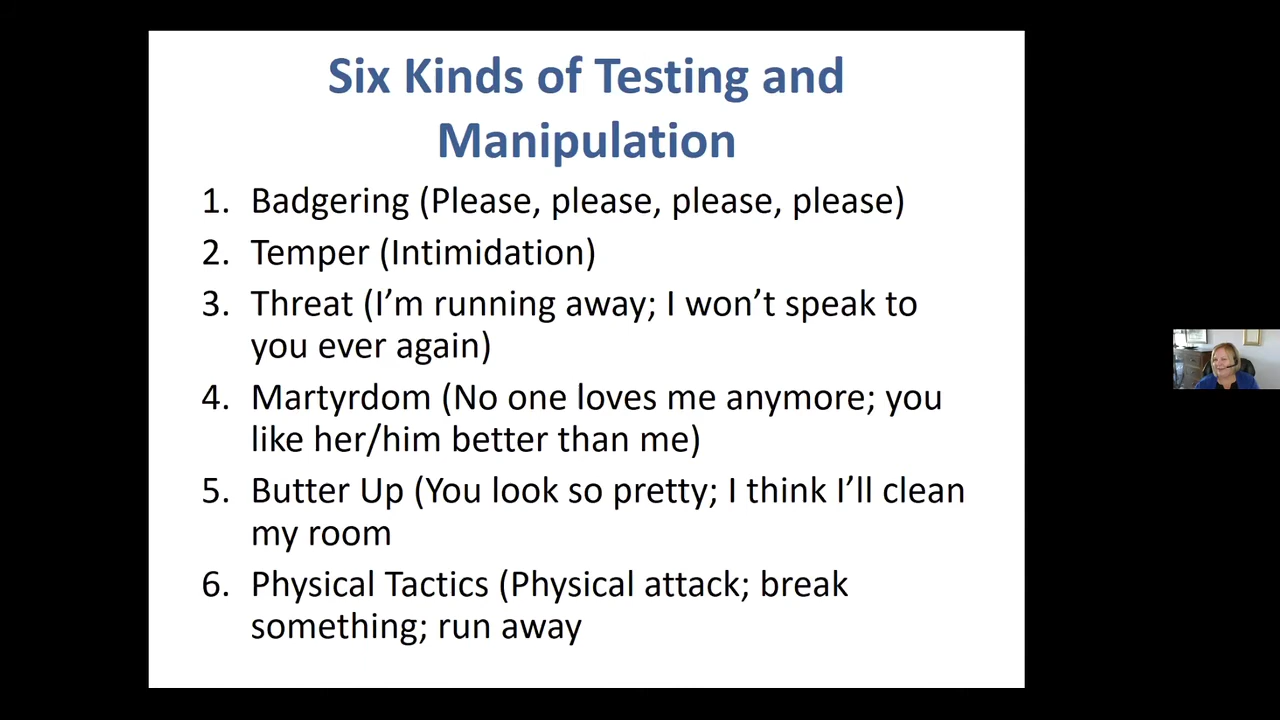 Six Kinds of Testing and
Manipulation
1. Badgering (Please, please, please, please)
2. Temper (Intimidation)
3. Threat (I’m running away; I won’t speak to
you ever again)
4. Martyrdom (No one loves me anymore; you
like her/him better than me)
5. Butter Up (You look so pretty; I think I’ll clean
my room
6. Physical Tactics (Physical attack; break
something; run away